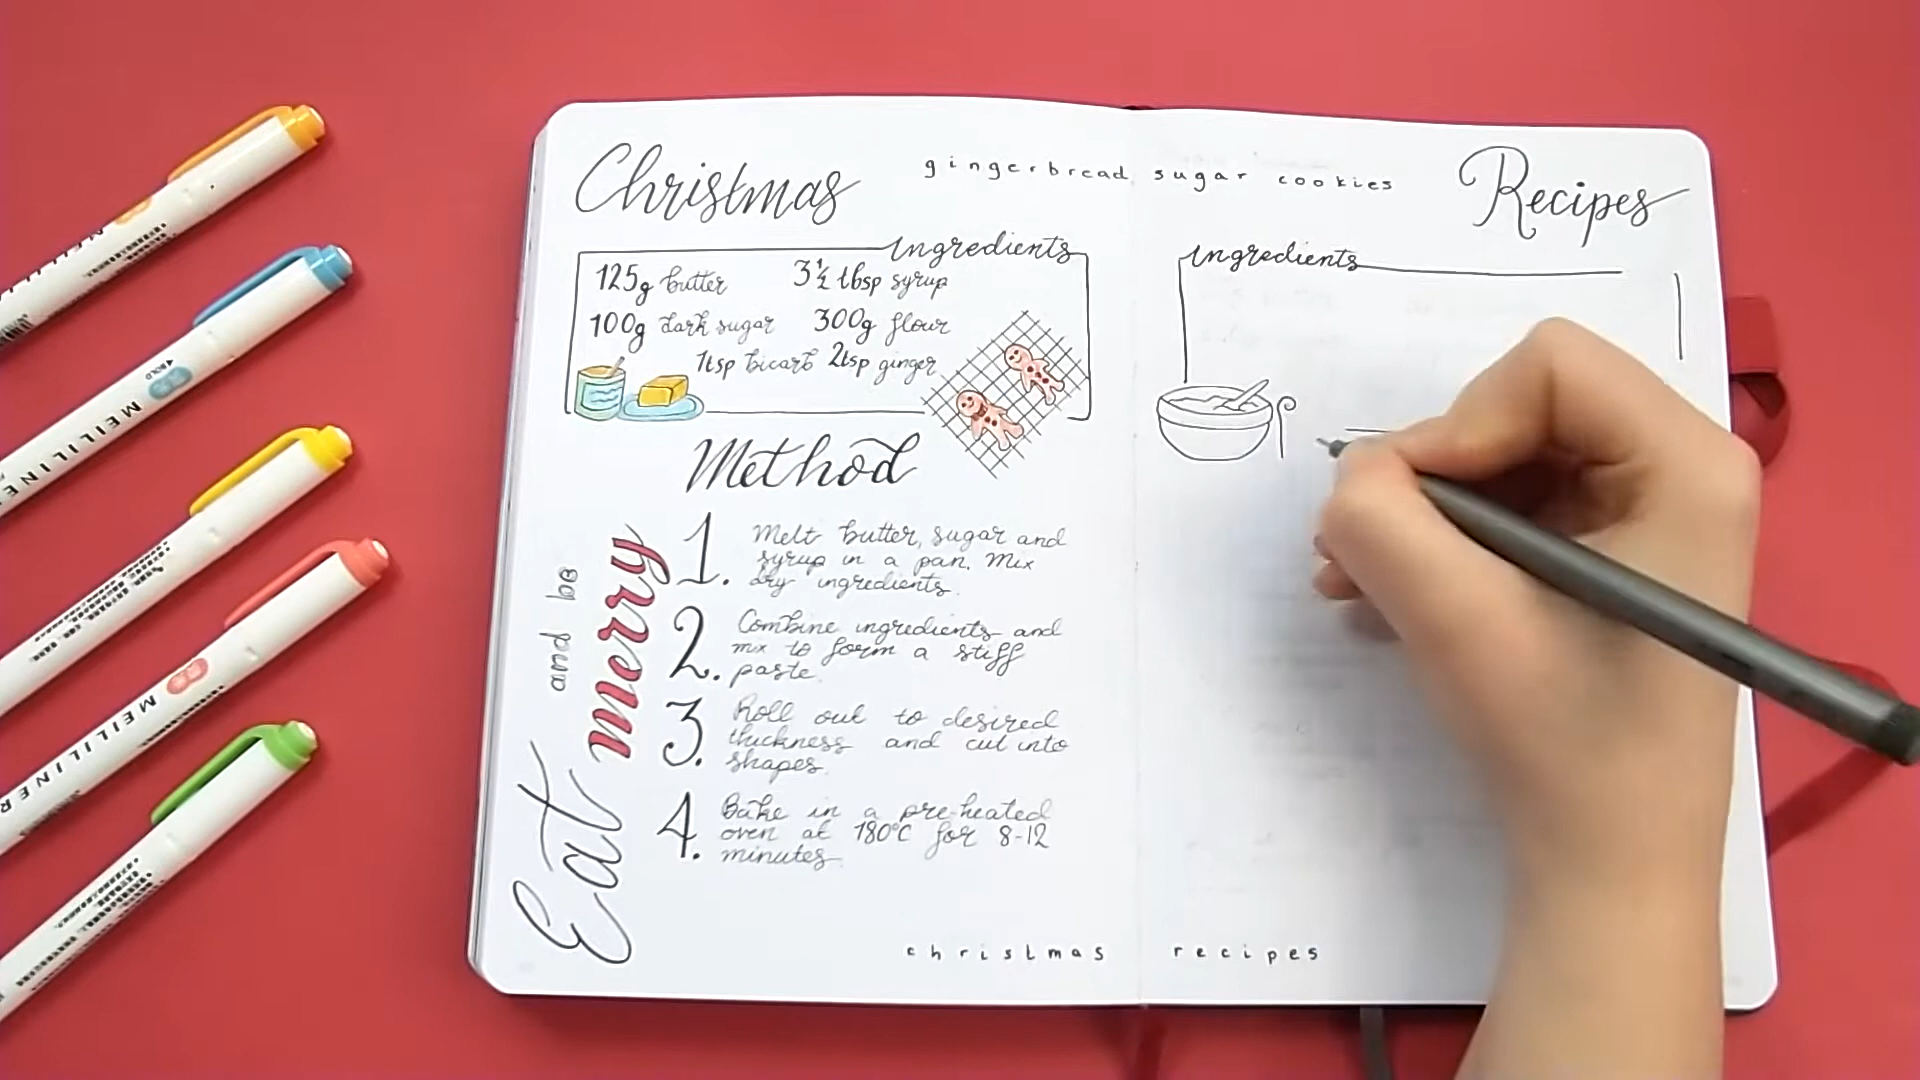 Christmas
gingerbread sugar cookies
Recipes
Ingredients
125g butter 3½ tbsp syrup
100g dark sugar 300g flour
1tsp bicarb 2tsp ginger
Method
1. Melt butter, sugar and
syrup in a pan. Mix
dry ingredients.
2. Combine ingredients and
mix to form a stiff
paste.
3. Roll out to desired
thickness and cut into
shapes.
4. Bake in a pre-heated
oven at 180°C for 8-12
minutes.
Eat
and be
merry
christmas
Ingredients
recipes
BOLD
MEILILINE
MEILILINER